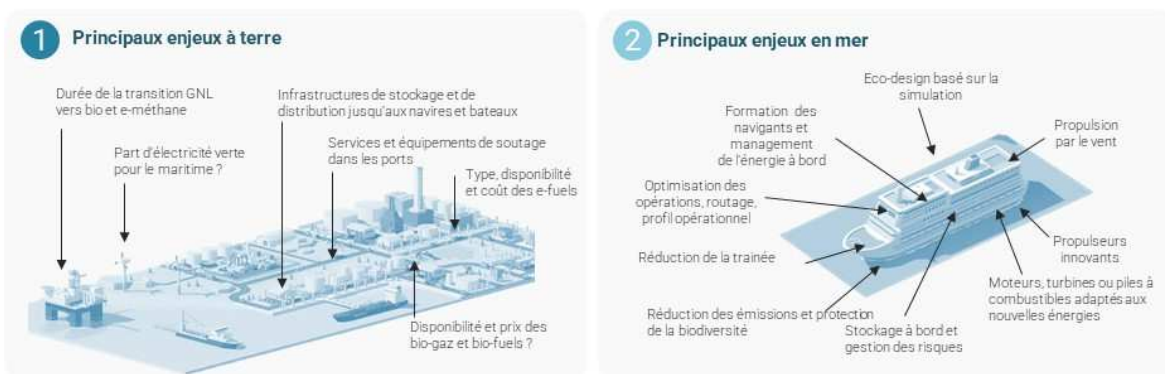 1 Principaux enjeux à terre
Durée de la transition GNL
vers bio et e-méthane
Part d'électricité verte
pour le maritime ?
Infrastructures de stockage et de
distribution jusqu'aux navires et bateaux
Services et équipements de soutage
dans les ports
Type, disponibilité
et coût des e-fuels
Disponibilité et prix des
bio-gaz et bio-fuels ?
2 Principaux enjeux en mer
Eco-design basé sur la
simulation
Formation des
navigants et
management
de l'énergie à bord
Propulsion
par le vent
Optimisation des
opérations, routage,
profil opérationnel
Réduction de la trainée
Propulseurs
innovants
Moteurs, turbines ou piles à
combustibles adaptés aux
nouvelles énergies
Réduction des émissions et protection
de la biodiversité
Stockage à bord et
gestion des risques